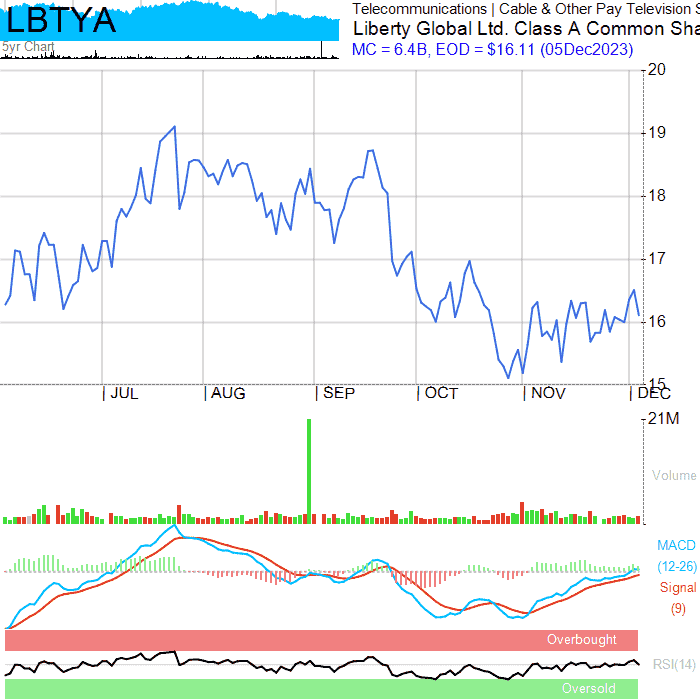 LBTYA
5yr Chart
Telecommunications | Cable & Other Pay Television S
Liberty Global Ltd. Class A Common Sha
MC = 6.4B, EOD = $16.11 (05Dec2023)
20
19
18
17
16
15
| JUL | AUG | SEP | OCT | NOV | DEC
21M
Volume
MACD
(12-26)
Signal
(9)
Overbought
RSI(14)
Oversold